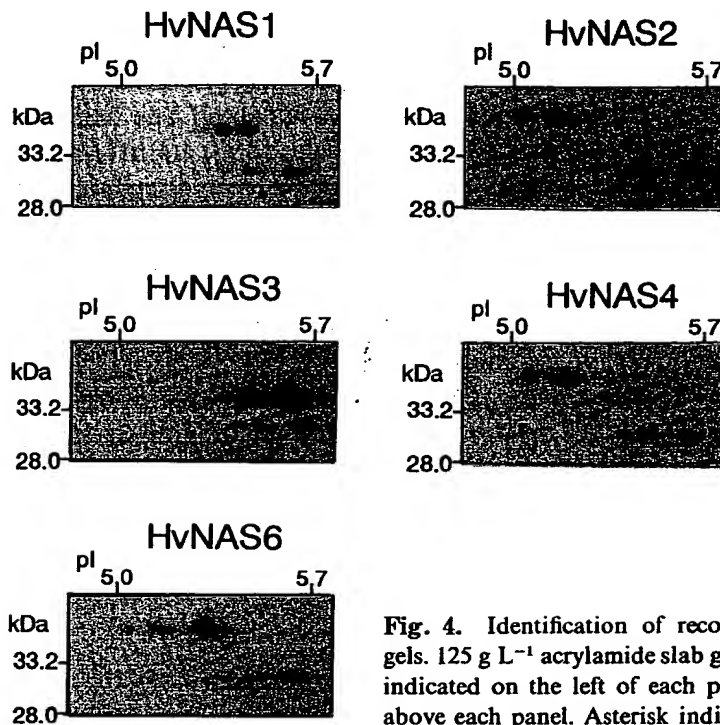 HvNAS1
pI 5.0 5.7
kDa
33.2
28.0
HvNAS2
pI 5.0 5.7
kDa
33.2
28.0
HvNAS3
pI 5.0 5.7
kDa
33.2
28.0
HvNAS4
pI 5.0 5.7
kDa
33.2
28.0
HvNAS6
pI 5.0 5.7
kDa
33.2
28.0
Fig. 4. Identification of reco
gels. 125 g L⁻¹ acrylamide slab g
indicated on the left of each p
above each panel. Asterisk indi